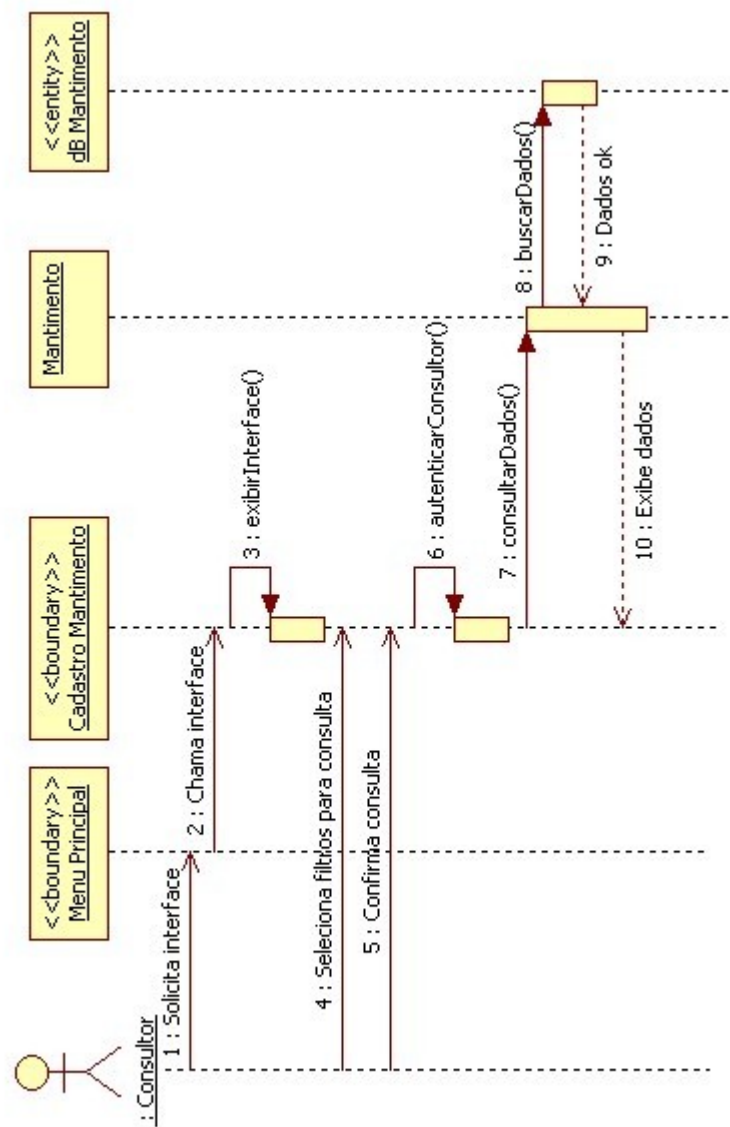 : Consultor
<<boundary>>
Menu Principal
<<boundary>>
Cadastro Mantimento
Mantimento
<<entity>>
dB Mantimento
1 : Solicita interface
2 : Chama interface
3 : exibirInterface()
4 : Seleciona filtrios para consulta
5 : Confirma consulta
6 : autenticarConsultor()
7 : consultarDados()
8 : buscarDados()
9 : Dados ok
10 : Exibe dados